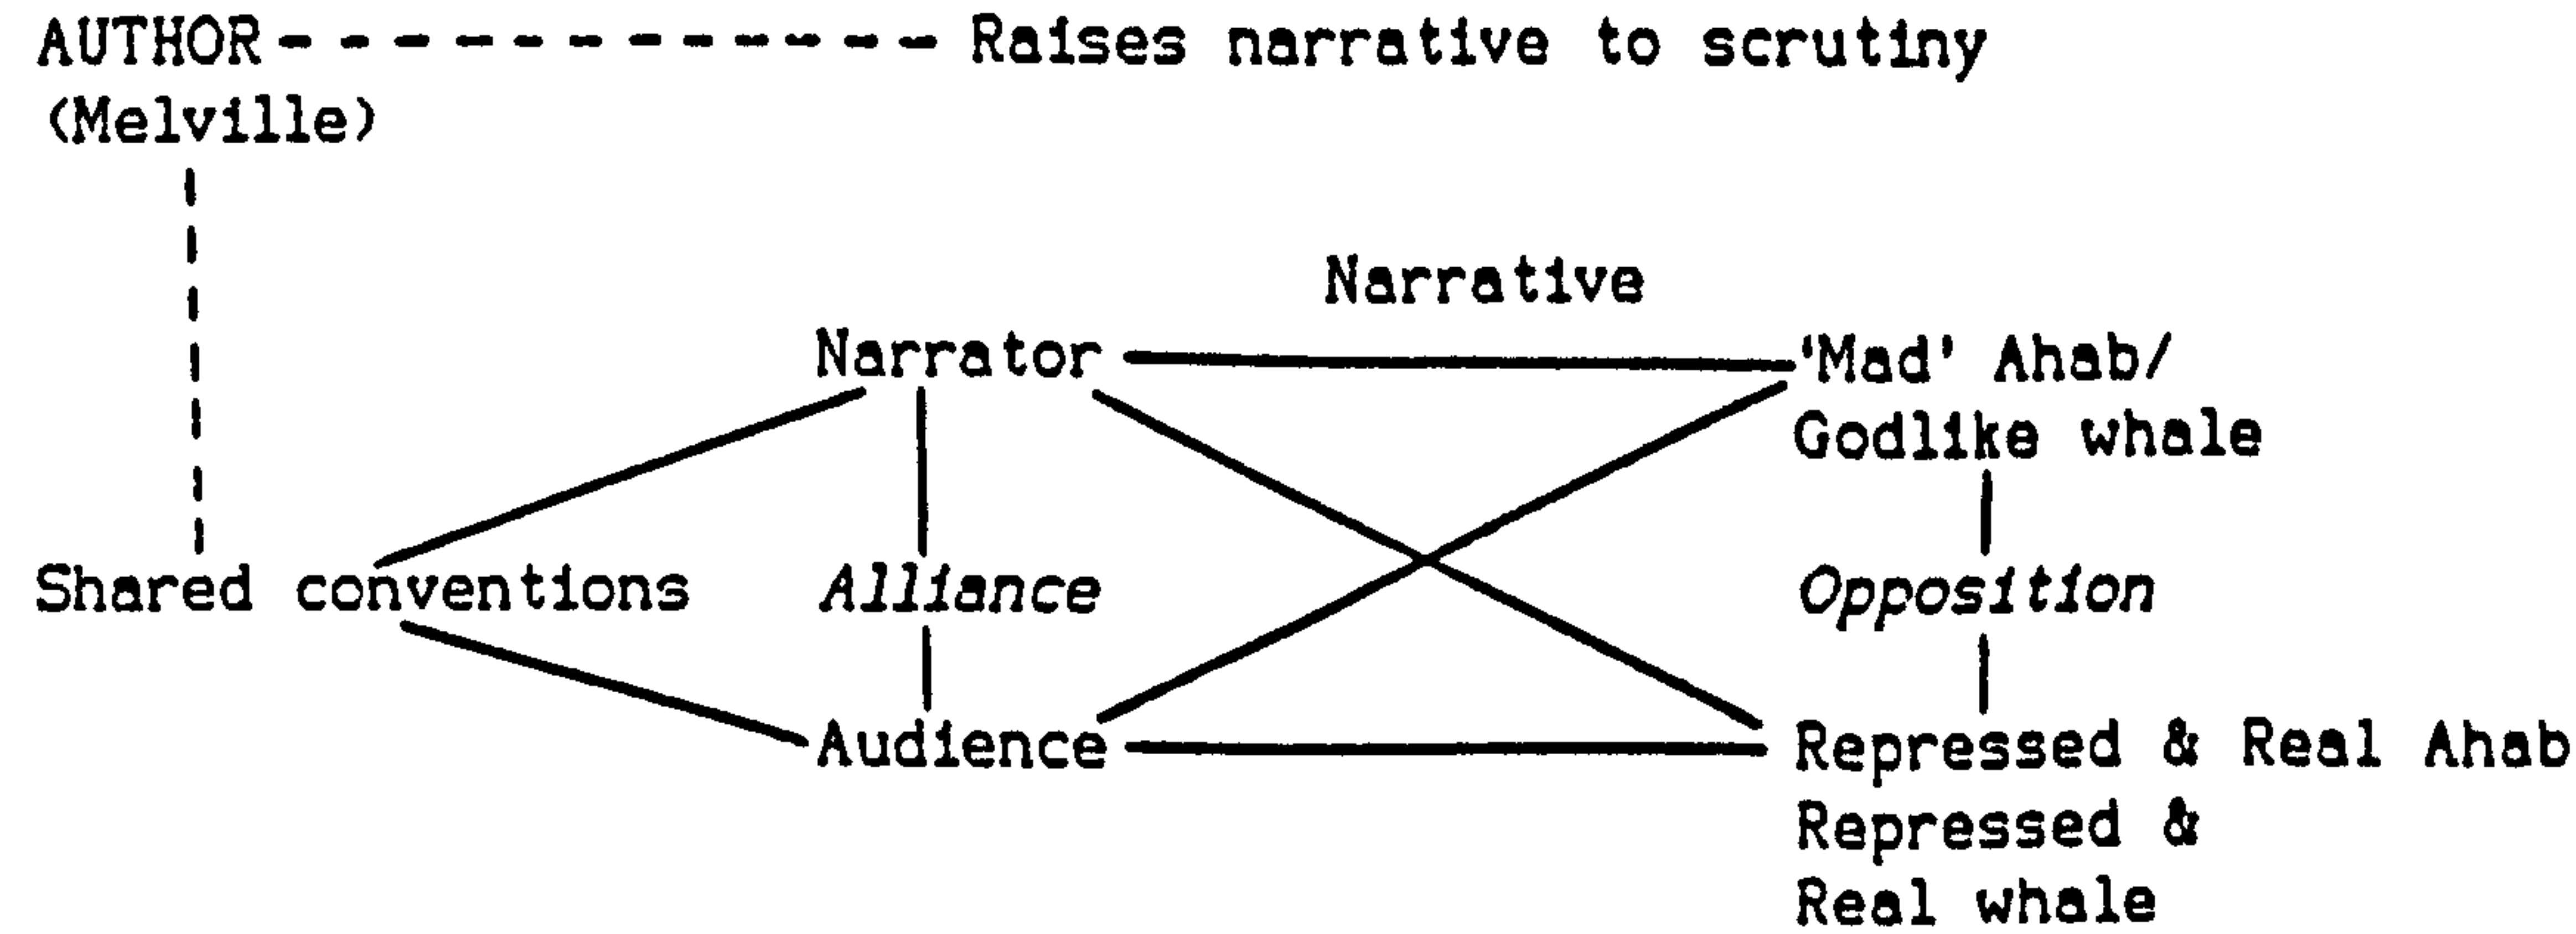 AUTHOR Raises narrative to scrutiny
(Melville)
Narrative
Narrator 'Mad' Ahab/
Godlike whale
Shared conventions Alliance Opposition
Audience Repressed & Real Ahab
Repressed &
Real whale